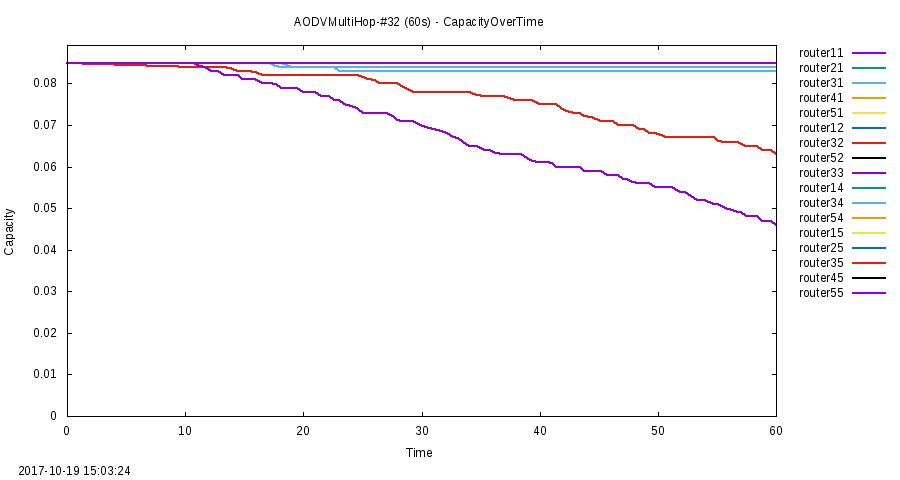 AODVMultiHop-#32 (60s) - CapacityOverTime
router11
router21
router31
router41
router51
router12
router32
router52
router33
router14
router34
router54
router15
router25
router35
router45
router55
0.08
0.07
0.06
0.05
0.04
0.03
0.02
0.01
0
Capacity
0 10 20 30 40 50 60
Time
2017-10-19 15:03:24